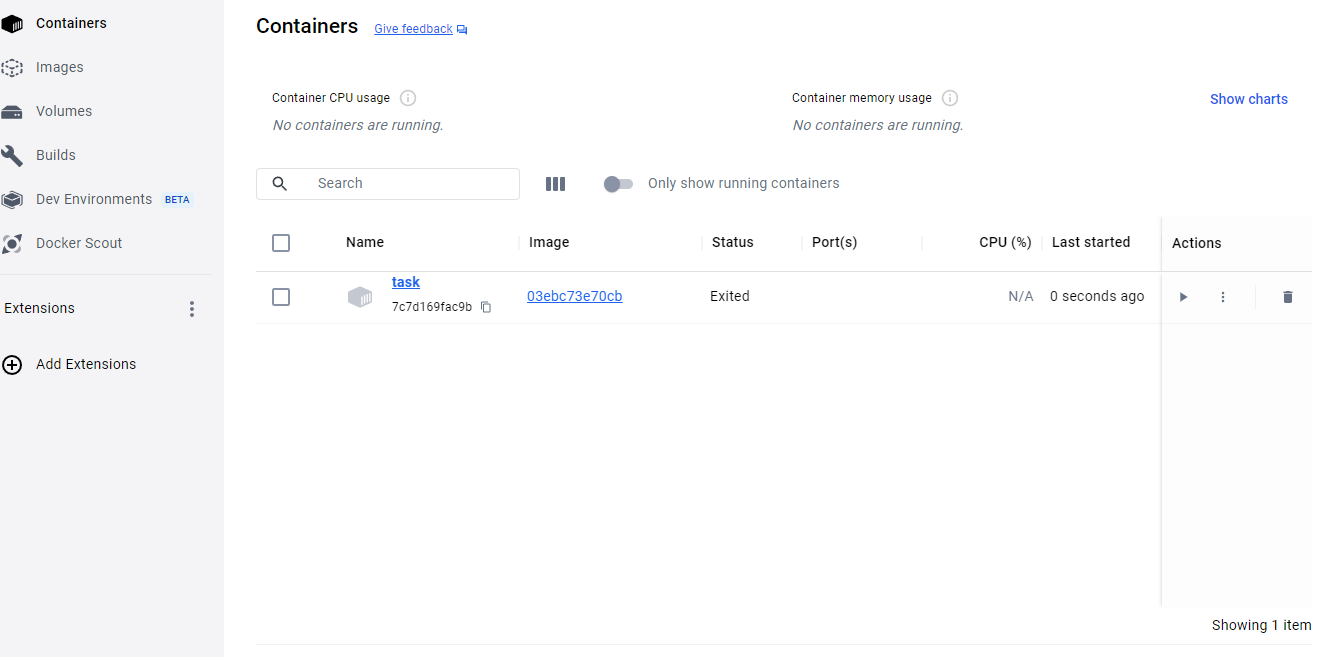 Containers
Images
Volumes
Builds
Dev Environments BETA
Docker Scout
Extensions
Add Extensions
Containers Give feedback
Container CPU usage
No containers are running.
Container memory usage
No containers are running.
Show charts
Search
Only show running containers
Name Image Status Port(s) CPU (%) Last started Actions
task
7c7d169fac9b
03ebc73e70cb Exited N/A 0 seconds ago
Showing 1 item